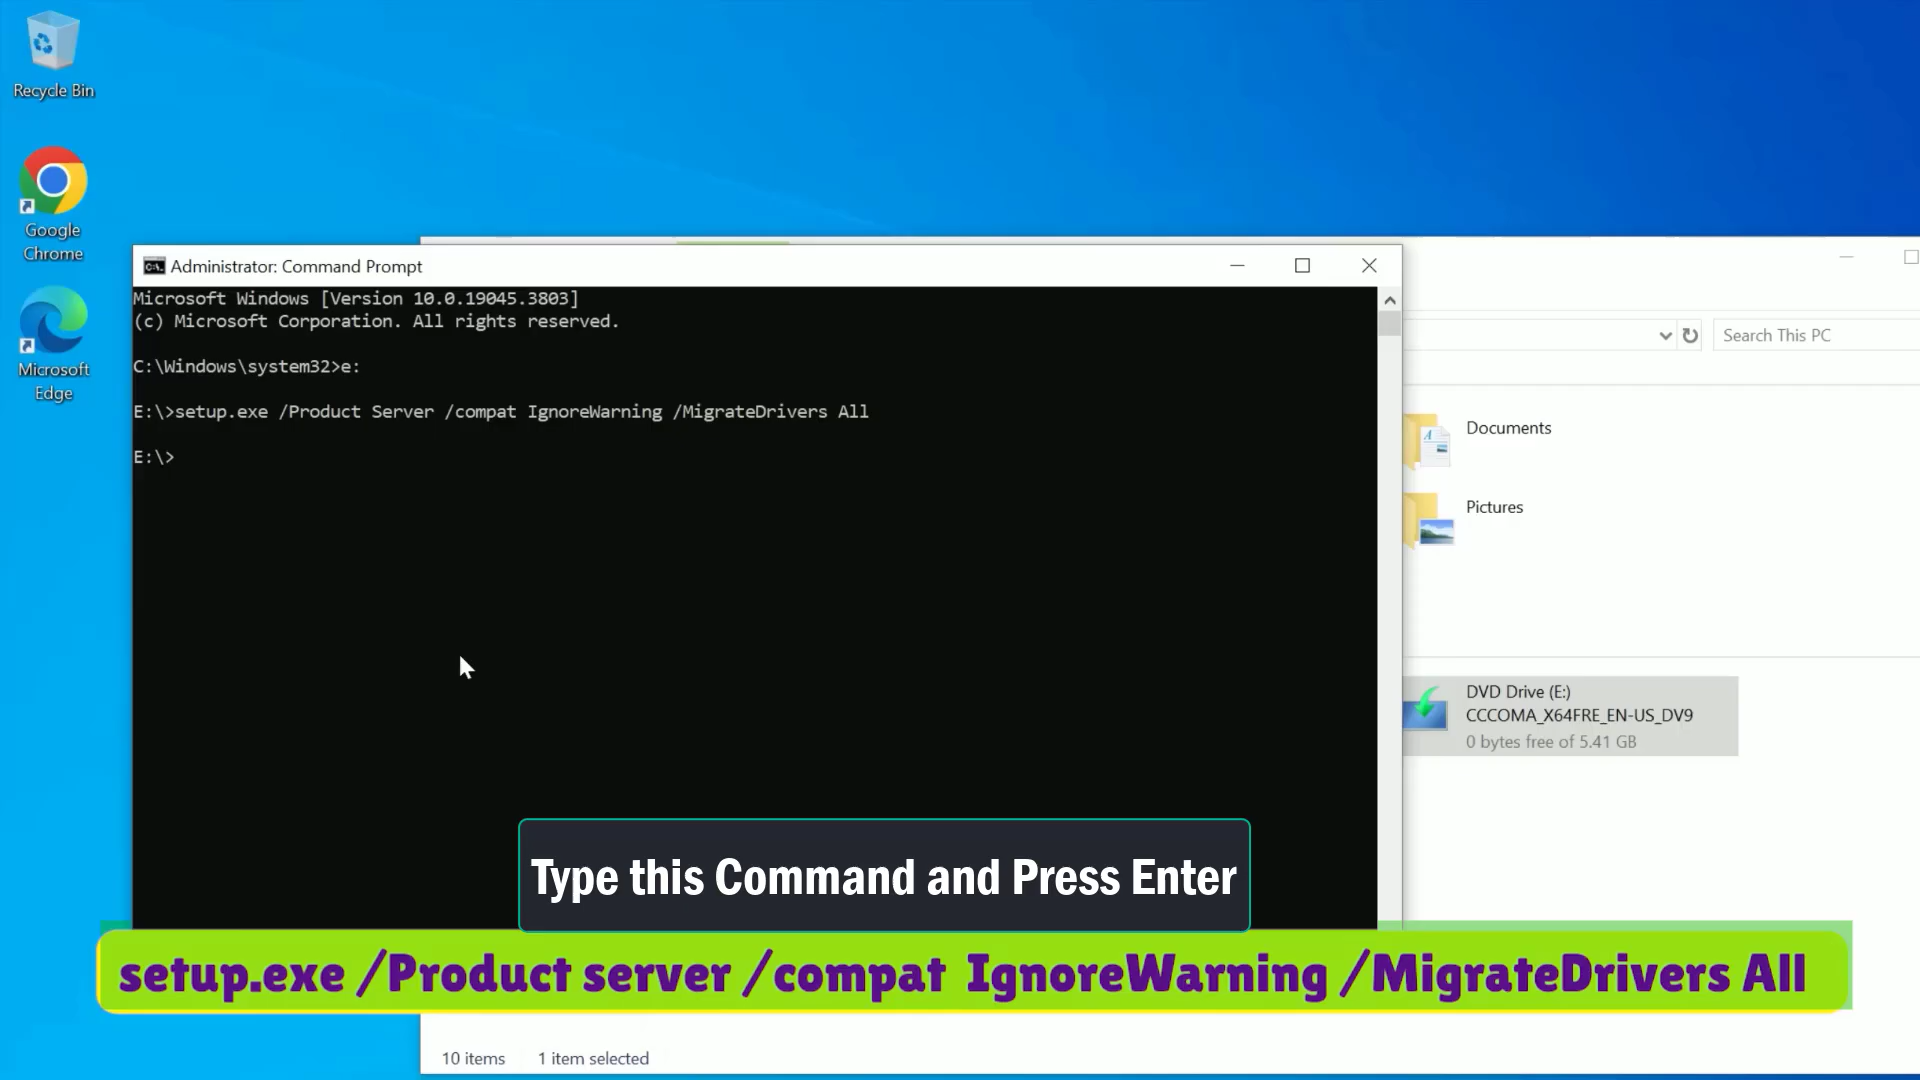 Recycle Bin
Google
Chrome
Microsoft
Edge
Administrator: Command Prompt
Microsoft Windows [Version 10.0.19045.3803]
(c) Microsoft Corporation. All rights reserved.
C:\Windows\system32>e:
E:\>setup.exe /Product Server /compat IgnoreWarning /MigrateDrivers All
E:\>
Search This PC
Documents
Pictures
DVD Drive (E:)
CCCOMA_X64FRE_EN-US_DV9
0 bytes free of 5.41 GB
Type this Command and Press Enter
setup.exe /Product server /compat IgnoreWarning /MigrateDrivers All
10 items 1 item selected